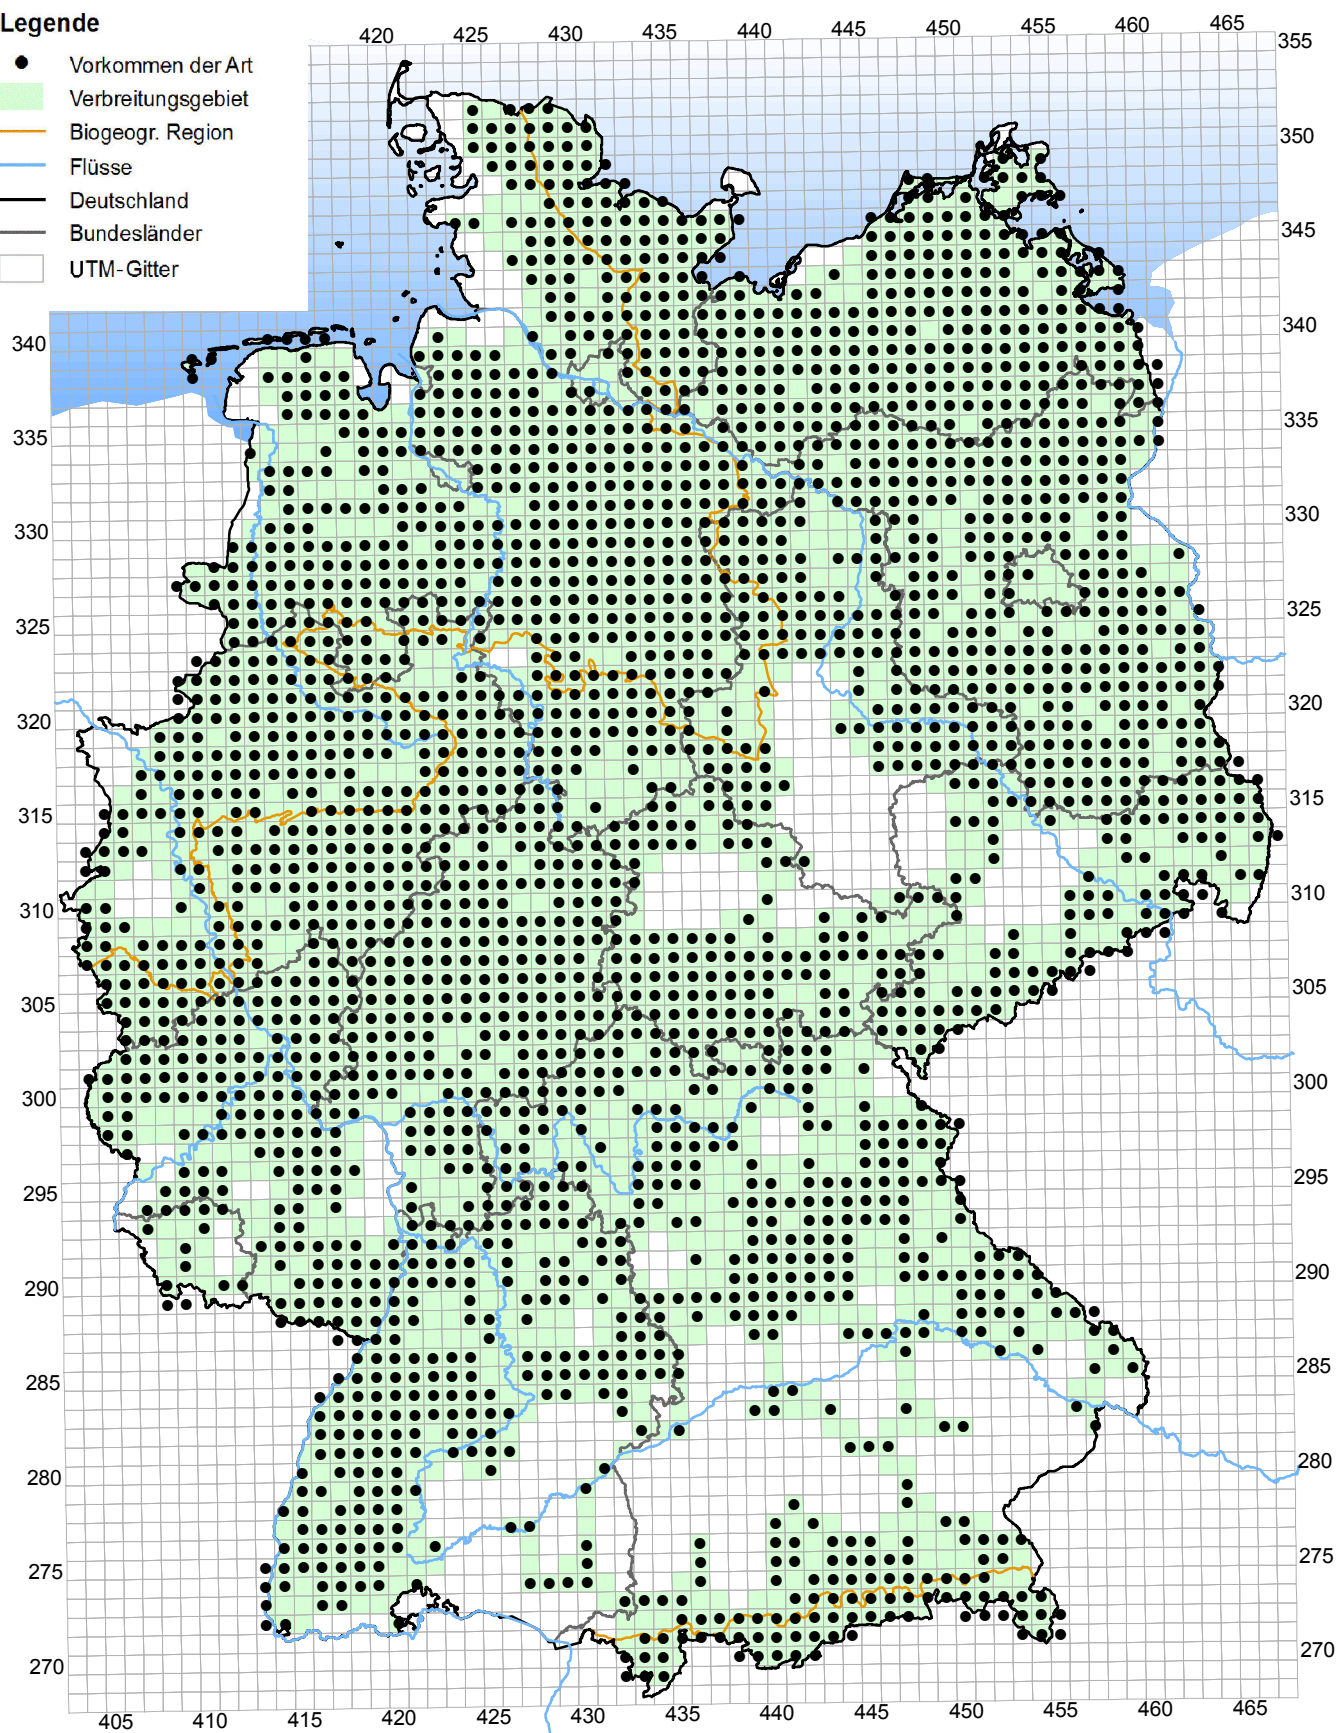 Legende
Vorkommen der Art
Verbreitungsgebiet
Biogeogr. Region
Flüsse
Deutschland
Bundesländer
UTM-Gitter
420 425 430 435 440 445 450 455 460 465
355
350
345
340 340
335 335
330 330
325 325
320 320
315 315
310 310
305 305
300 300
295 295
290 290
285 285
280 280
275 275
270 270
405 410 415 420 425 430 435 440 445 450 455 460 465